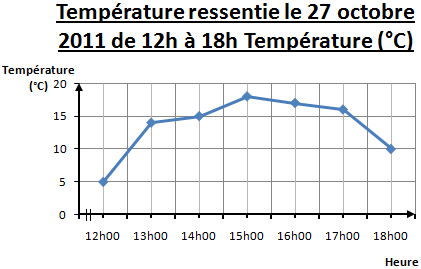 Température ressentie le 27 octobre
2011 de 12h à 18h Température (°C)
Température
(°C)
20
15
10
5
0
12h00 13h00 14h00 15h00 16h00 17h00 18h00
Heure